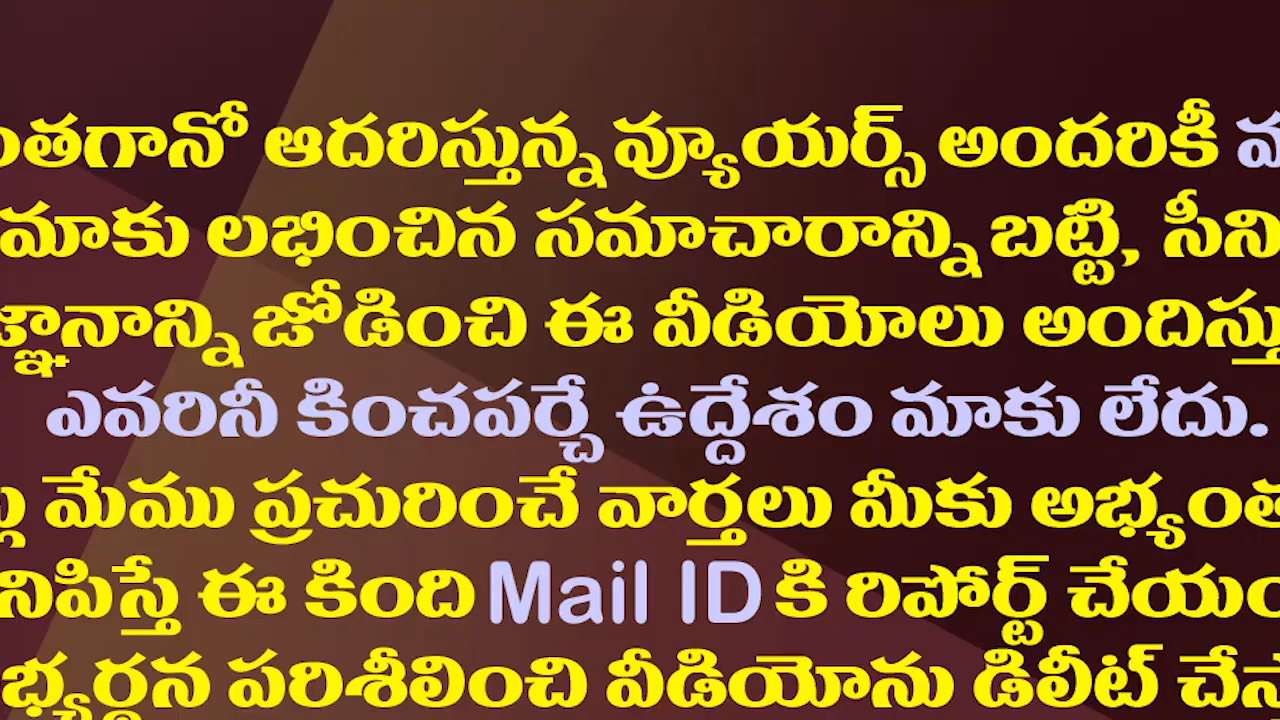 ంతగానో ఆదరిస్తున్న వ్యూయర్స్ అందరికీ
మాకు లభించిన సమాచారాన్ని బట్టి, సీని
జ్ఞానాన్ని జోడించి ఈ వీడియోలు అందిస్తు
ఎవరినీ కించపర్చే ఉద్దేశం మాకు లేదు.
మేము ప్రచురించే వార్తలు మీకు అభ్యంత
నిపిస్తే ఈ కింది Mail ID కి రిపోర్ట్ చేయం
భ్యర్థన పరిశీలించి వీడియోను డిలీట్ చేస